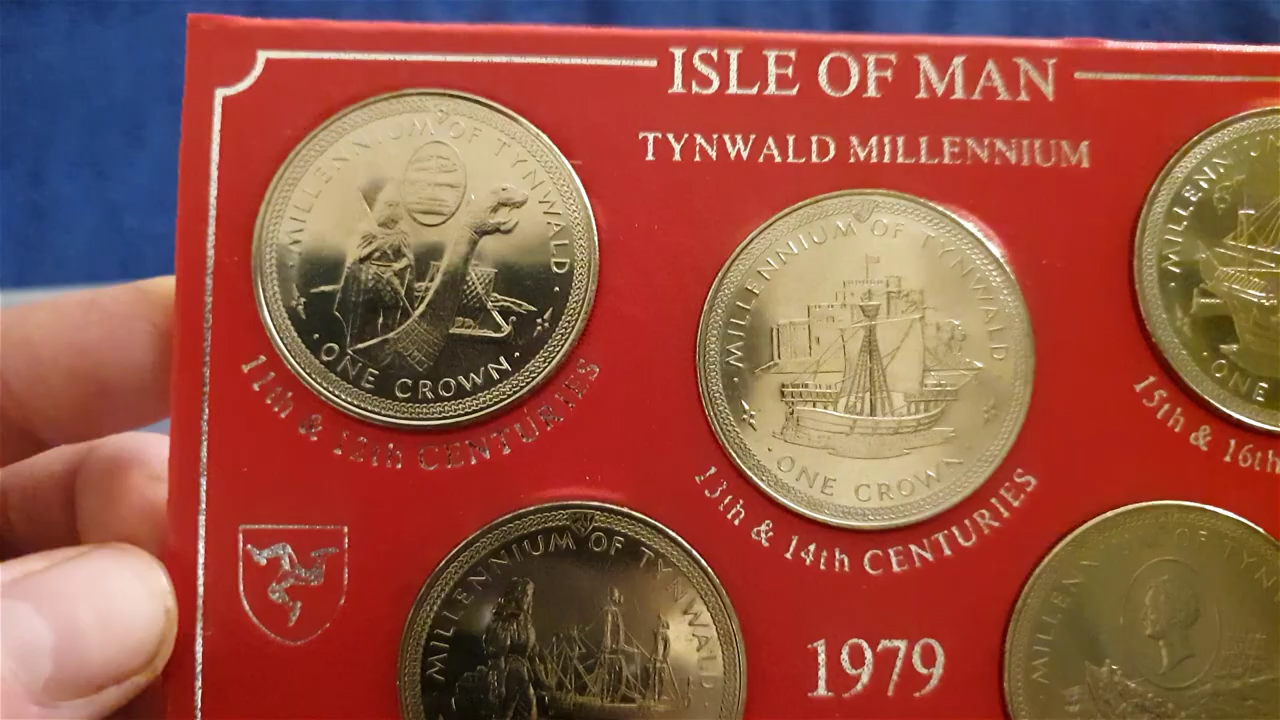 ISLE OF MAN
TYNWALD MILLENNIUM
MILLENNIUM OF TYNWALD
ONE CROWN
11th & 12th CENTURIES
MILLENNIUM OF TYNWALD
ONE CROWN
13th & 14th CENTURIES
ONE
15th & 16th
MILLENNIUM OF TYNWALD
1979